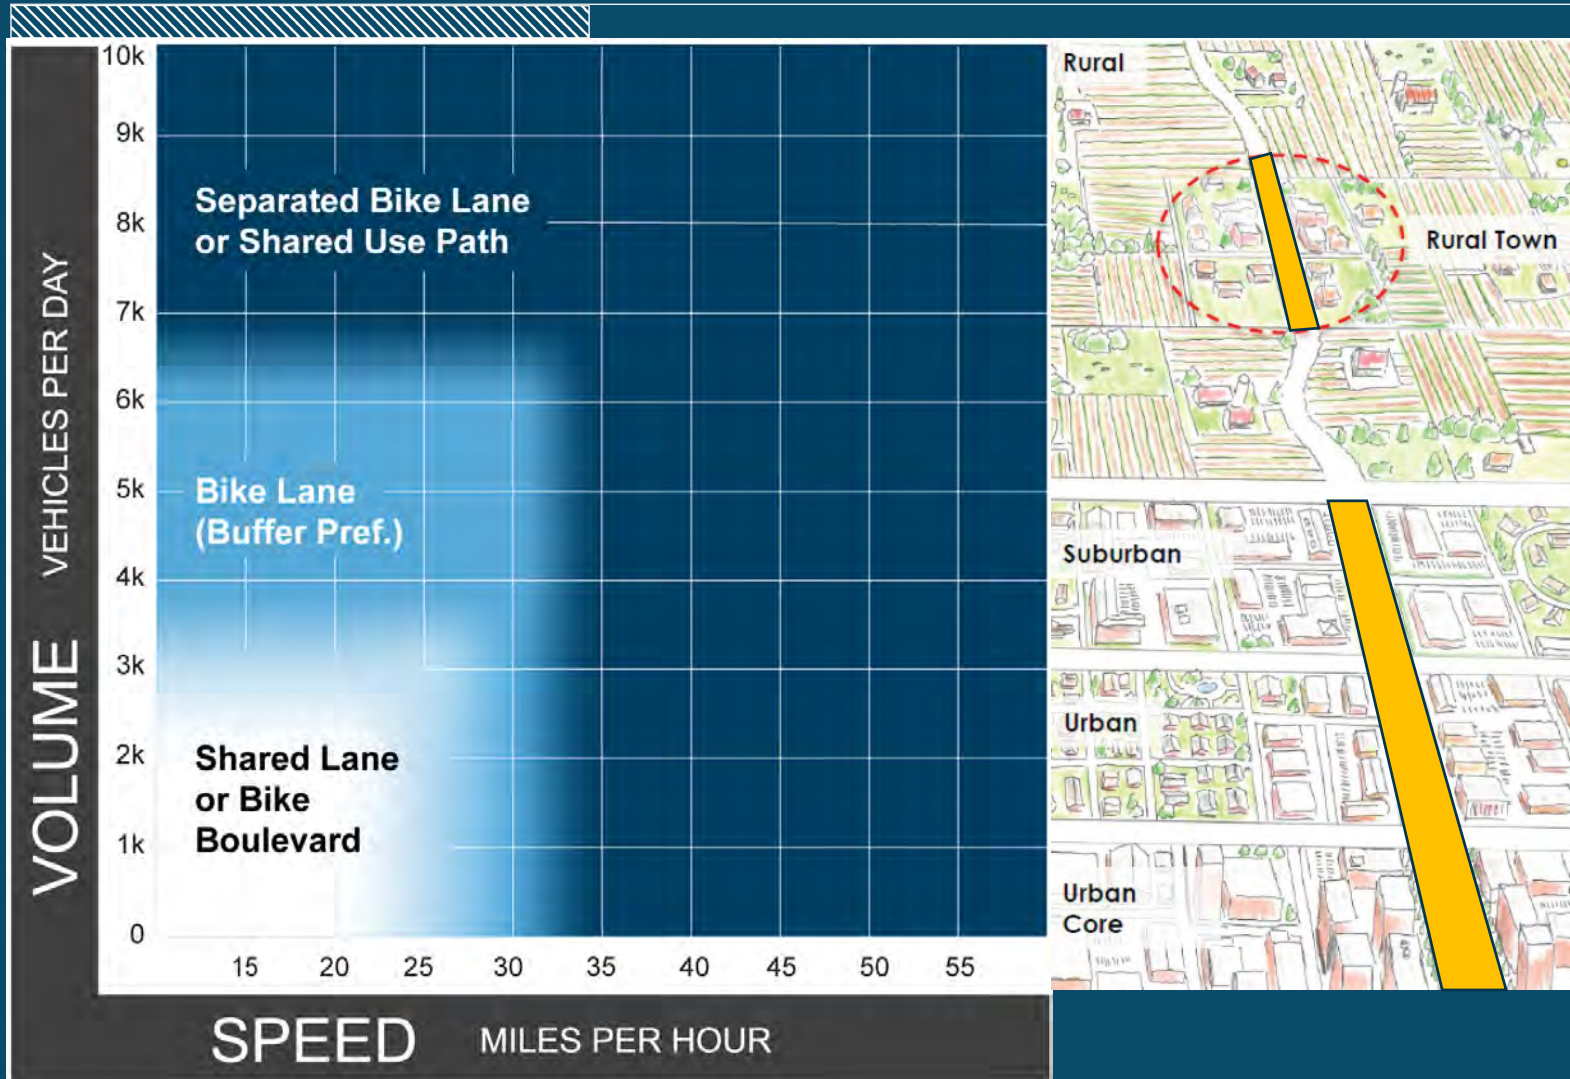 10k
9k
8k
7k
6k
5k
4k
3k
2k
1k
0
VOLUME VEHICLES PER DAY
Separated Bike Lane
or Shared Use Path
Bike Lane
(Buffer Pref.)
Shared Lane
or Bike
Boulevard
15 20 25 30 35 40 45 50 55
SPEED MILES PER HOUR
Rural
Rural Town
Suburban
Urban
Urban
Core